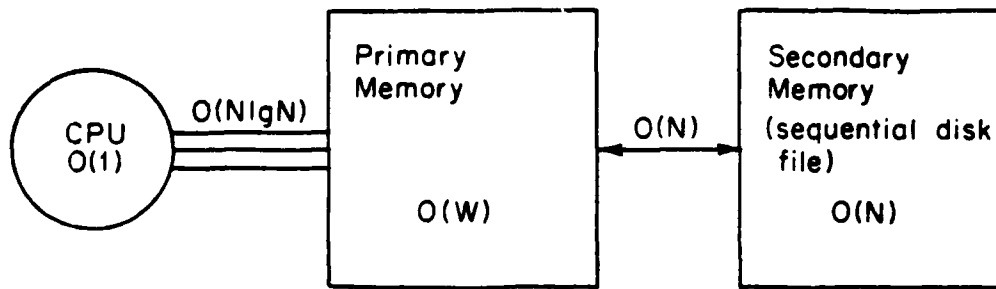 CPU
O(1)
O(NlgN)
Primary
Memory
O(W)
O(N)
Secondary
Memory
(sequential disk
file)
O(N)